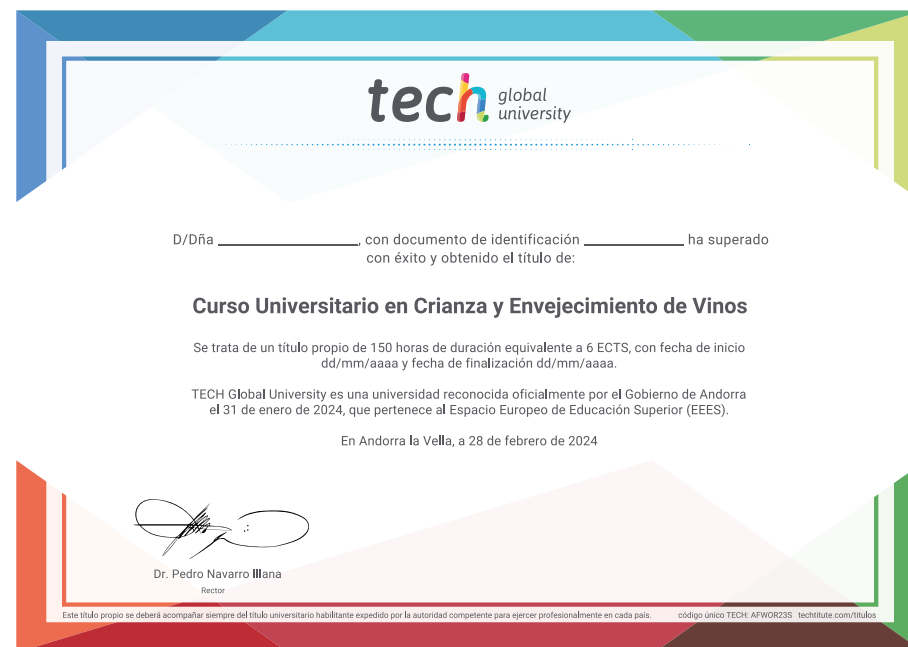 tech global university
D/Dña ________________, con documento de identificación ____________ ha superado
con éxito y obtenido el título de:
Curso Universitario en Crianza y Envejecimiento de Vinos
Se trata de un título propio de 150 horas de duración equivalente a 6 ECTS, con fecha de inicio
dd/mm/aaaa y fecha de finalización dd/mm/aaaa.
TECH Global University es una universidad reconocida oficialmente por el Gobierno de Andorra
el 31 de enero de 2024, que pertenece al Espacio Europeo de Educación Superior (EEES).
En Andorra la Vella, a 28 de febrero de 2024
Dr. Pedro Navarro Illana
Rector
Este título propio se deberá acompañar siempre del título universitario habilitante expedido por la autoridad competente para ejercer profesionalmente en cada país. código único TECH: AFWOR23S techtitute.com/titulos